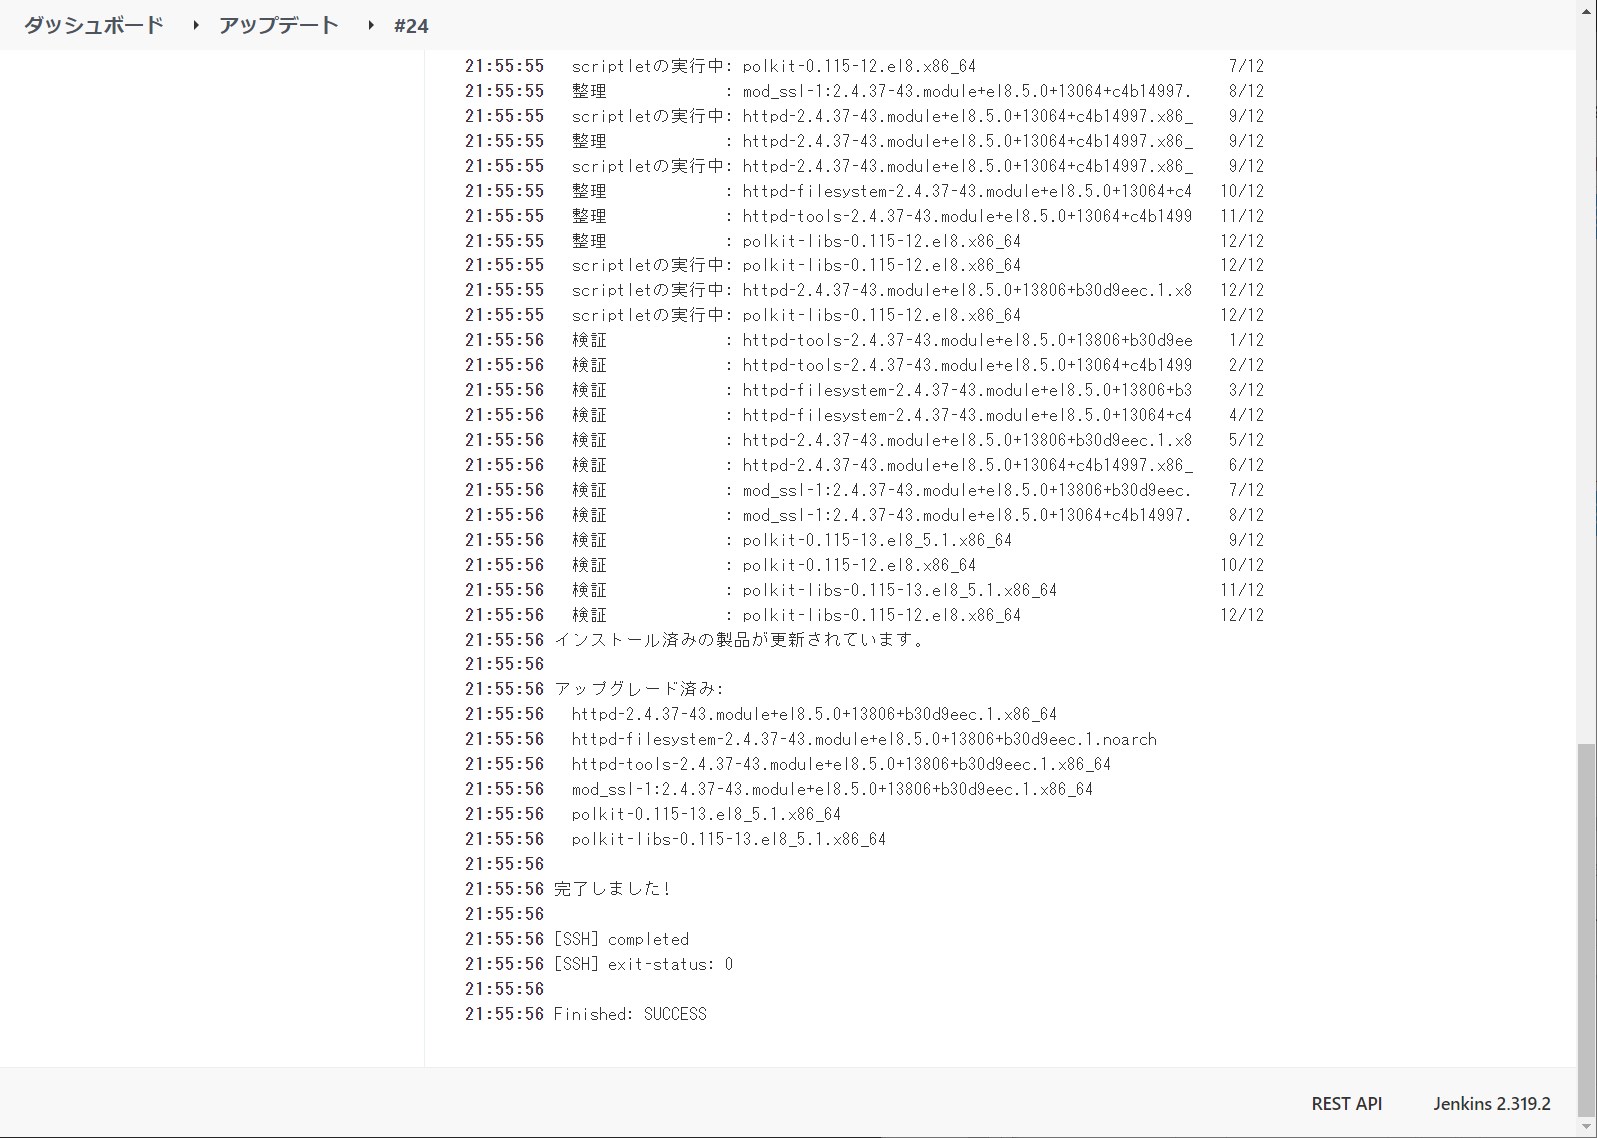 ダッシュボード ▸ アップデート ▸ #24
21:55:55 scriptletの実行中: polkit-0.115-12.el8.x86_64 7/12
21:55:55 整理 : mod_ssl-1:2.4.37-43.module+el8.5.0+13064+c4b14997. 8/12
21:55:55 scriptletの実行中: httpd-2.4.37-43.module+el8.5.0+13064+c4b14997.x86_ 9/12
21:55:55 整理 : httpd-2.4.37-43.module+el8.5.0+13064+c4b14997.x86_ 9/12
21:55:55 scriptletの実行中: httpd-2.4.37-43.module+el8.5.0+13064+c4b14997.x86_ 9/12
21:55:55 整理 : httpd-filesystem-2.4.37-43.module+el8.5.0+13064+c4 10/12
21:55:55 整理 : httpd-tools-2.4.37-43.module+el8.5.0+13064+c4b1499 11/12
21:55:55 整理 : polkit-libs-0.115-12.el8.x86_64 12/12
21:55:55 scriptletの実行中: polkit-libs-0.115-12.el8.x86_64 12/12
21:55:55 scriptletの実行中: httpd-2.4.37-43.module+el8.5.0+13806+b30d9eec.1.x8 12/12
21:55:55 scriptletの実行中: polkit-libs-0.115-12.el8.x86_64 12/12
21:55:56 検証 : httpd-tools-2.4.37-43.module+el8.5.0+13806+b30d9ee 1/12
21:55:56 検証 : httpd-tools-2.4.37-43.module+el8.5.0+13064+c4b1499 2/12
21:55:56 検証 : httpd-filesystem-2.4.37-43.module+el8.5.0+13806+b3 3/12
21:55:56 検証 : httpd-filesystem-2.4.37-43.module+el8.5.0+13064+c4 4/12
21:55:56 検証 : httpd-2.4.37-43.module+el8.5.0+13806+b30d9eec.1.x8 5/12
21:55:56 検証 : httpd-2.4.37-43.module+el8.5.0+13064+c4b14997.x86_ 6/12
21:55:56 検証 : mod_ssl-1:2.4.37-43.module+el8.5.0+13806+b30d9eec. 7/12
21:55:56 検証 : mod_ssl-1:2.4.37-43.module+el8.5.0+13064+c4b14997. 8/12
21:55:56 検証 : polkit-0.115-13.el8_5.1.x86_64 9/12
21:55:56 検証 : polkit-0.115-12.el8.x86_64 10/12
21:55:56 検証 : polkit-libs-0.115-13.el8_5.1.x86_64 11/12
21:55:56 検証 : polkit-libs-0.115-12.el8.x86_64 12/12
21:55:56 インストール済みの製品が更新されています。
21:55:56
21:55:56 アップグレード済み:
21:55:56 httpd-2.4.37-43.module+el8.5.0+13806+b30d9eec.1.x86_64
21:55:56 httpd-filesystem-2.4.37-43.module+el8.5.0+13806+b30d9eec.1.noarch
21:55:56 httpd-tools-2.4.37-43.module+el8.5.0+13806+b30d9eec.1.x86_64
21:55:56 mod_ssl-1:2.4.37-43.module+el8.5.0+13806+b30d9eec.1.x86_64
21:55:56 polkit-0.115-13.el8_5.1.x86_64
21:55:56 polkit-libs-0.115-13.el8_5.1.x86_64
21:55:56
21:55:56 完了しました!
21:55:56
21:55:56 [SSH] completed
21:55:56 [SSH] exit-status: 0
21:55:56
21:55:56 Finished: SUCCESS
REST API Jenkins 2.319.2